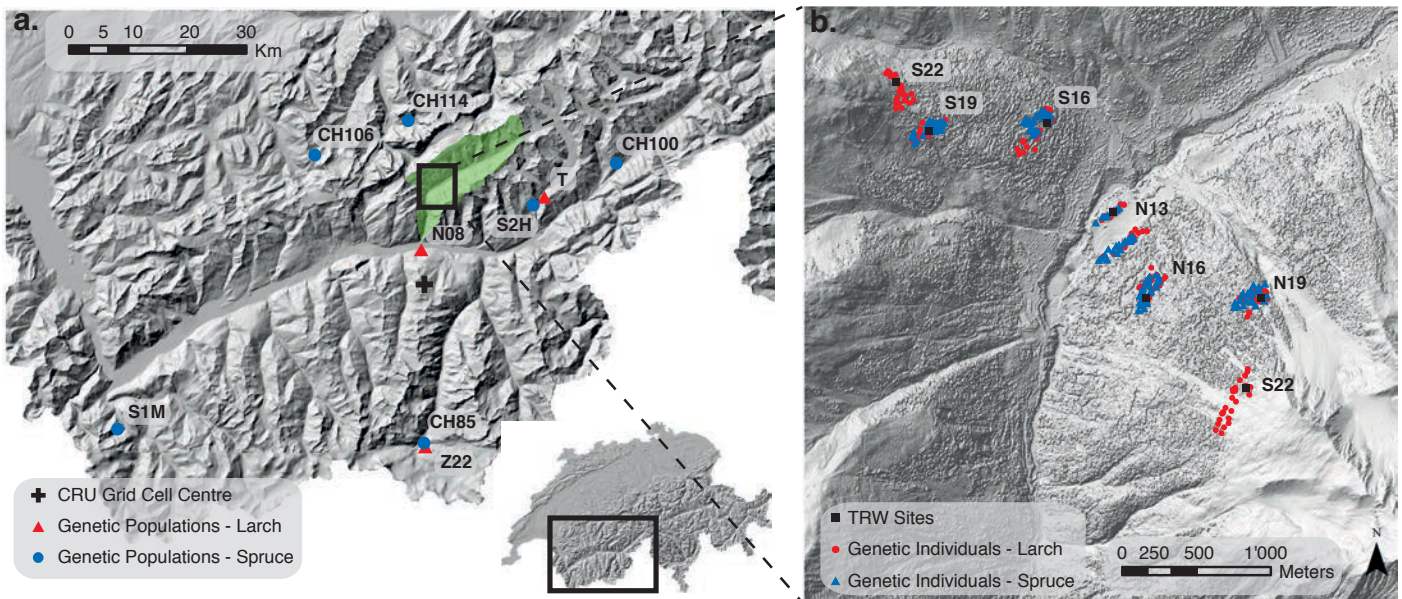 a.
0 5 10 20 30
Km
CH114
CH106
CH100
T
S2H
N08
S1M
CH85
Z22
CRU Grid Cell Centre
Genetic Populations - Larch
Genetic Populations - Spruce
b.
S22
S19
S16
N13
N16
N19
S22
TRW Sites
Genetic Individuals - Larch
Genetic Individuals - Spruce
0 250 500 1'000
Meters
N